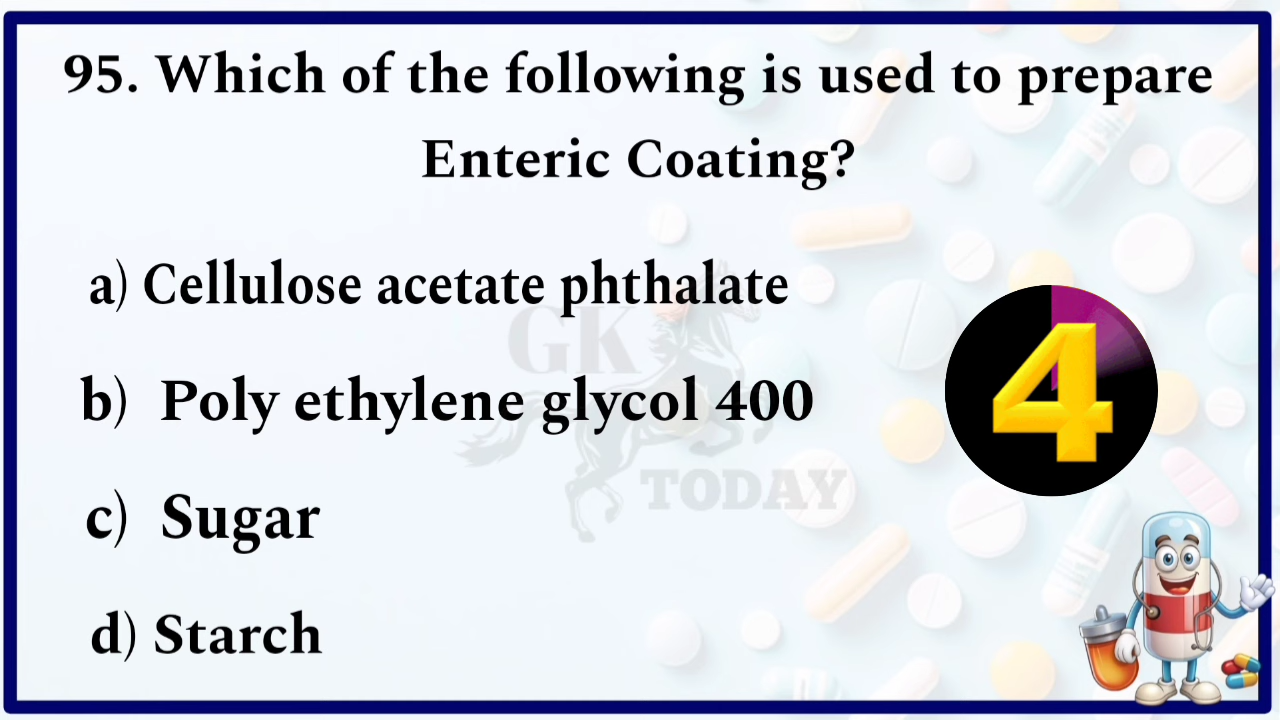 95. Which of the following is used to prepare
Enteric Coating?
a) Cellulose acetate phthalate
b) Poly ethylene glycol 400
c) Sugar
d) Starch
4
GK
TODAY